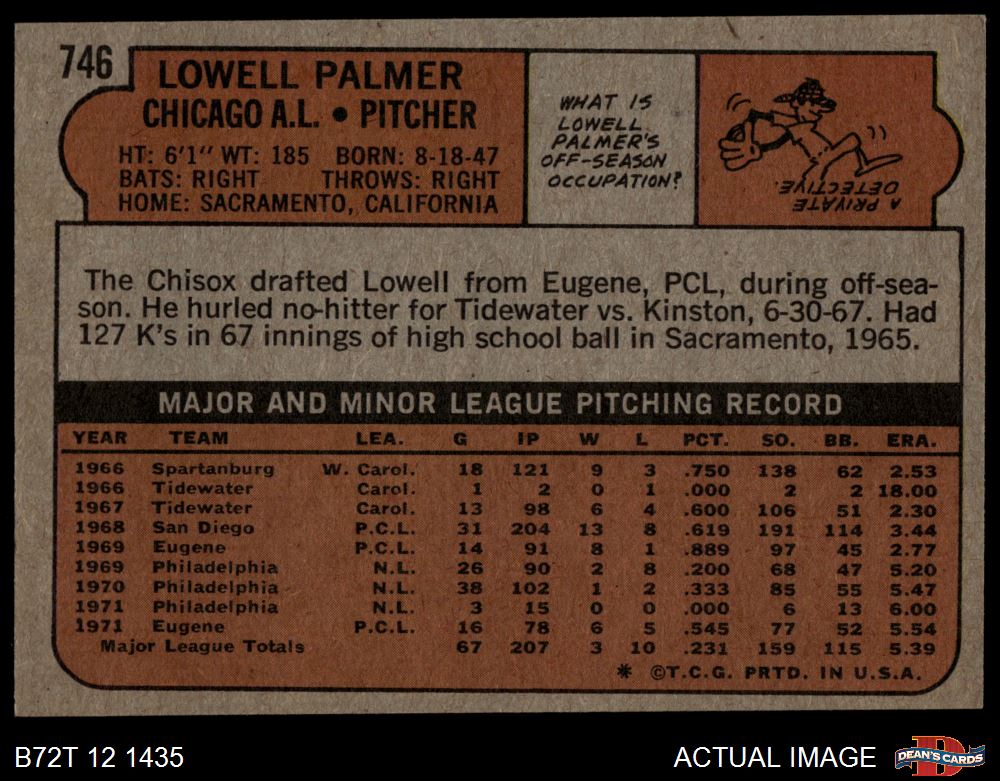 746
LOWELL PALMER
CHICAGO A.L. • PITCHER
HT: 6'1" WT: 185 BORN: 8-18-47
BATS: RIGHT THROWS: RIGHT
HOME: SACRAMENTO, CALIFORNIA
WHAT IS
LOWELL
PALMER'S
OFF-SEASON
OCCUPATION?
A PRIVATE
DETECTIVE.
The Chisox drafted Lowell from Eugene, PCL, during off-sea-
son. He hurled no-hitter for Tidewater vs. Kinston, 6-30-67. Had
127 K's in 67 innings of high school ball in Sacramento, 1965.
MAJOR AND MINOR LEAGUE PITCHING RECORD
YEAR TEAM LEA. G IP W L PCT. SO. BB. ERA.
1966 Spartanburg W. Carol. 18 121 9 3 .750 138 62 2.53
1966 Tidewater Carol. 1 2 0 1 .000 2 2 18.00
1967 Tidewater Carol. 13 98 6 4 .600 106 51 2.30
1968 San Diego P.C.L. 31 204 13 8 .619 191 114 3.44
1969 Eugene P.C.L. 14 91 8 1 .889 97 45 2.77
1969 Philadelphia N.L. 26 90 2 8 .200 68 47 5.20
1970 Philadelphia N.L. 38 102 1 2 .333 85 55 5.47
1971 Philadelphia N.L. 3 15 0 0 .000 6 13 6.00
1971 Eugene P.C.L. 16 78 6 5 .545 77 52 5.54
Major League Totals 67 207 3 10 .231 159 115 5.39
* ©T.C.G. PRTD. IN U.S.A.
B72T 12 1435
ACTUAL IMAGE
D
DEAN'S CARDS